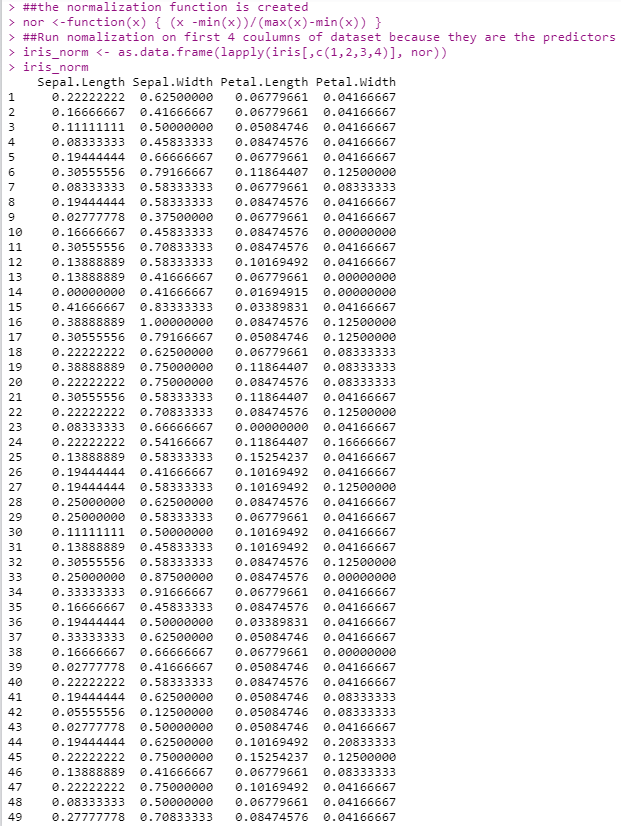 > ##the normalization function is created
> nor <-function(x) { (x -min(x))/(max(x)-min(x)) }
> ##Run nomalization on first 4 coulumns of dataset because they are the predictors
> iris_norm <- as.data.frame(lapply(iris[,c(1,2,3,4)], nor))
> iris_norm
Sepal.Length Sepal.Width Petal.Length Petal.Width
1 0.22222222 0.62500000 0.06779661 0.04166667
2 0.16666667 0.41666667 0.06779661 0.04166667
3 0.11111111 0.50000000 0.05084746 0.04166667
4 0.08333333 0.45833333 0.08474576 0.04166667
5 0.19444444 0.66666667 0.06779661 0.04166667
6 0.30555556 0.79166667 0.11864407 0.12500000
7 0.08333333 0.58333333 0.06779661 0.08333333
8 0.19444444 0.58333333 0.08474576 0.04166667
9 0.02777778 0.37500000 0.06779661 0.04166667
10 0.16666667 0.45833333 0.08474576 0.00000000
11 0.30555556 0.70833333 0.08474576 0.04166667
12 0.13888889 0.58333333 0.10169492 0.04166667
13 0.13888889 0.41666667 0.06779661 0.00000000
14 0.00000000 0.41666667 0.01694915 0.00000000
15 0.41666667 0.83333333 0.03389831 0.04166667
16 0.38888889 1.00000000 0.08474576 0.12500000
17 0.30555556 0.79166667 0.05084746 0.12500000
18 0.22222222 0.62500000 0.06779661 0.08333333
19 0.38888889 0.75000000 0.11864407 0.08333333
20 0.22222222 0.75000000 0.08474576 0.08333333
21 0.30555556 0.58333333 0.11864407 0.04166667
22 0.22222222 0.70833333 0.08474576 0.12500000
23 0.08333333 0.66666667 0.00000000 0.04166667
24 0.22222222 0.54166667 0.11864407 0.16666667
25 0.13888889 0.58333333 0.15254237 0.04166667
26 0.19444444 0.41666667 0.10169492 0.04166667
27 0.19444444 0.58333333 0.10169492 0.12500000
28 0.25000000 0.62500000 0.08474576 0.04166667
29 0.25000000 0.58333333 0.06779661 0.04166667
30 0.11111111 0.50000000 0.10169492 0.04166667
31 0.13888889 0.45833333 0.10169492 0.04166667
32 0.30555556 0.58333333 0.08474576 0.12500000
33 0.25000000 0.87500000 0.08474576 0.00000000
34 0.33333333 0.91666667 0.06779661 0.04166667
35 0.16666667 0.45833333 0.08474576 0.04166667
36 0.19444444 0.50000000 0.03389831 0.04166667
37 0.33333333 0.62500000 0.05084746 0.04166667
38 0.16666667 0.66666667 0.06779661 0.00000000
39 0.02777778 0.41666667 0.05084746 0.04166667
40 0.22222222 0.58333333 0.08474576 0.04166667
41 0.19444444 0.62500000 0.05084746 0.08333333
42 0.05555556 0.12500000 0.05084746 0.08333333
43 0.02777778 0.50000000 0.05084746 0.04166667
44 0.19444444 0.62500000 0.10169492 0.20833333
45 0.22222222 0.75000000 0.15254237 0.12500000
46 0.13888889 0.41666667 0.06779661 0.08333333
47 0.22222222 0.75000000 0.10169492 0.04166667
48 0.08333333 0.50000000 0.06779661 0.04166667
49 0.27777778 0.70833333 0.08474576 0.04166667